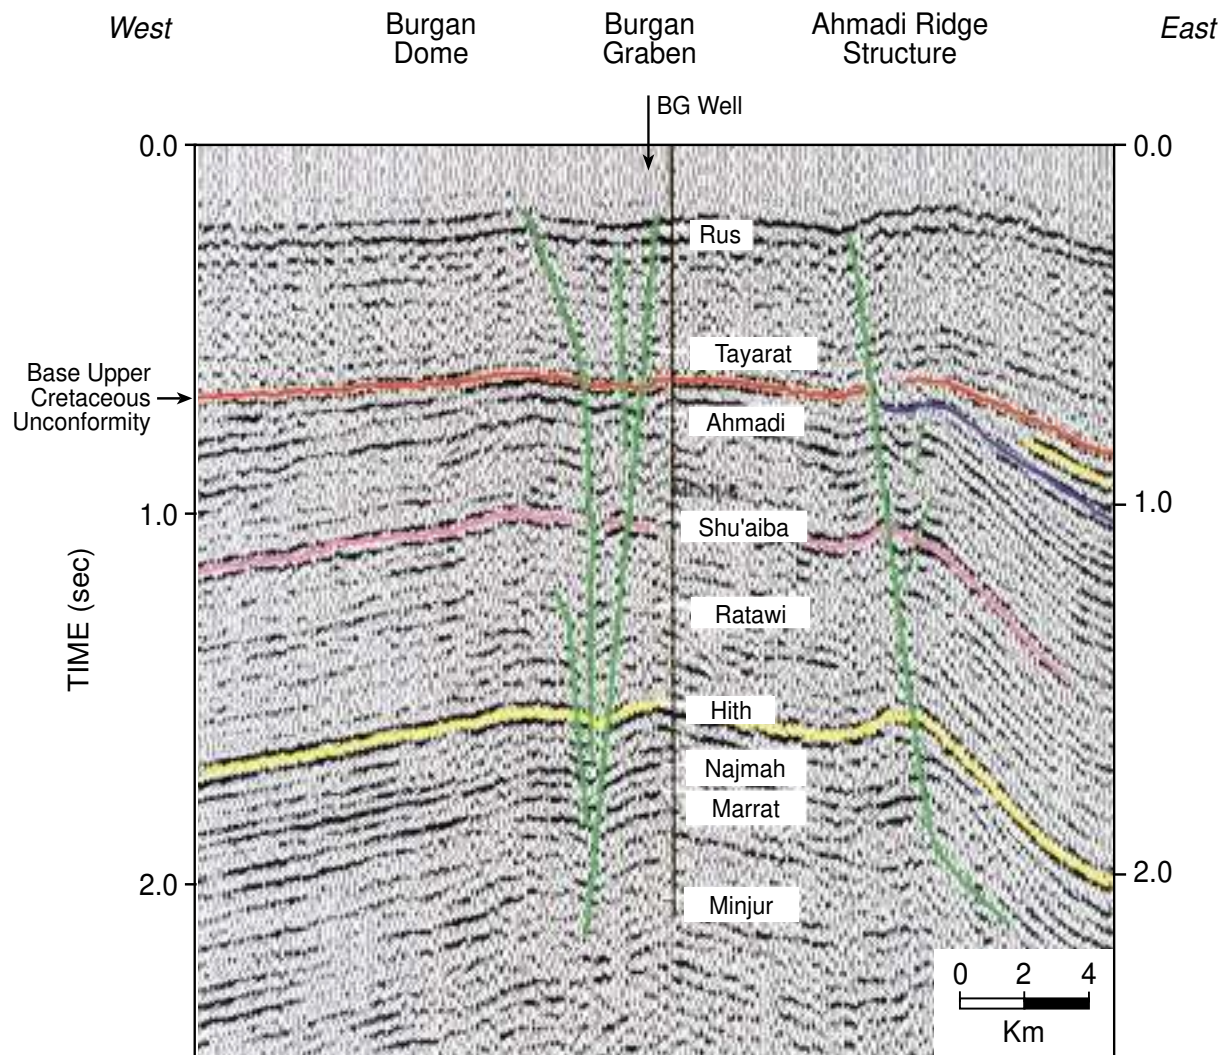 West
Burgan
Dome
Burgan
Graben
Ahmadi Ridge
Structure
East
BG Well
0.0
0.0
Rus
Tayarat
Base Upper
Cretaceous
Unconformity
Ahmadi
1.0
1.0
Shu'aiba
TIME (sec)
Ratawi
Hith
Najmah
Marrat
2.0
2.0
Minjur
0 2 4
Km